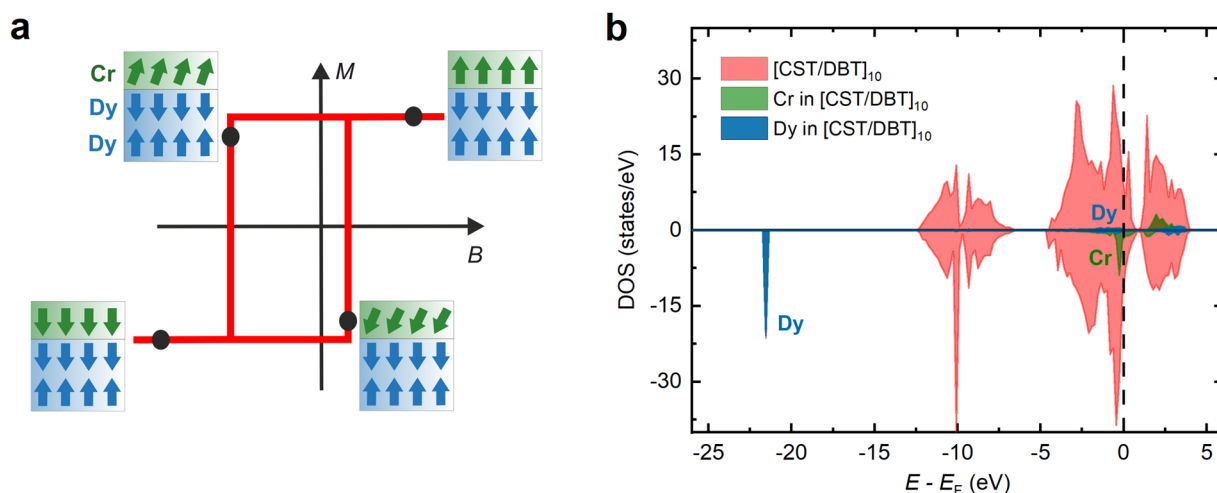 a
Cr
Dy
Dy
M
B
b
DOS (states/eV)
30
15
0
-15
-30
[CST/DBT]₁₀
Cr in [CST/DBT]₁₀
Dy in [CST/DBT]₁₀
Dy
Cr
Dy
-25 -20 -15 -10 -5 0 5
E - E_F (eV)